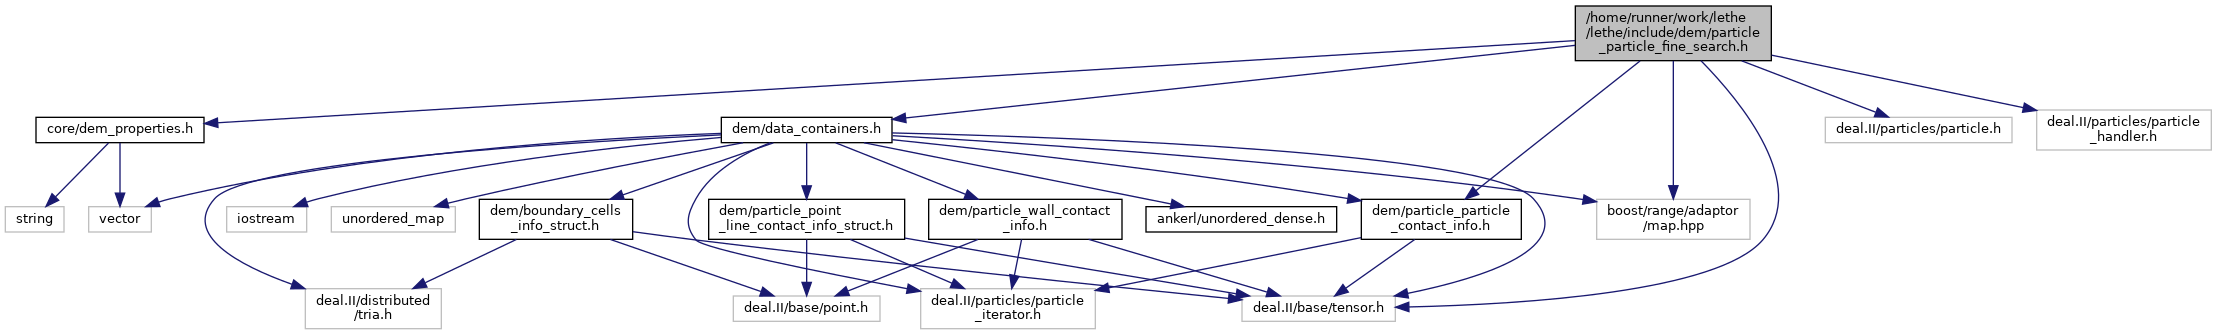 /home/runner/work/lethe
/lethe/include/dem/particle
_particle_fine_search.h
core/dem_properties.h
dem/data_containers.h
deal.II/particles/particle.h
deal.II/particles/particle
_handler.h
string
vector
iostream
unordered_map
dem/boundary_cells
_info_struct.h
dem/particle_point
_line_contact_info_struct.h
dem/particle_wall_contact
_info.h
ankerl/unordered_dense.h
dem/particle_particle
_contact_info.h
boost/range/adaptor
/map.hpp
deal.II/distributed
/tria.h
deal.II/base/point.h
deal.II/particles/particle
_iterator.h
deal.II/base/tensor.h